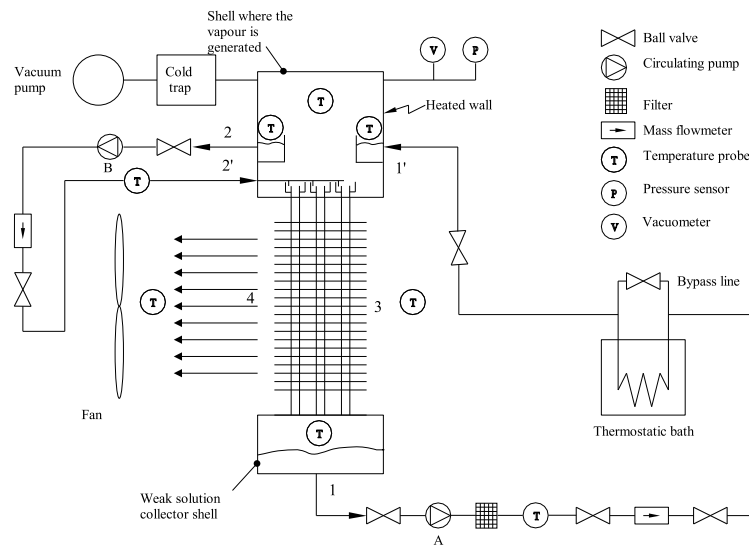 Shell where the
vapour is
generated
Vacuum
pump
Cold
trap
V
P
T
Heated wall
T
T
2
B
2'
1'
T
T
4
3
T
Fan
T
Weak solution
collector shell
1
A
T
Bypass line
Thermostatic bath
Ball valve
Circulating pump
Filter
Mass flowmeter
T
Temperature probe
P
Pressure sensor
V
Vacuometer